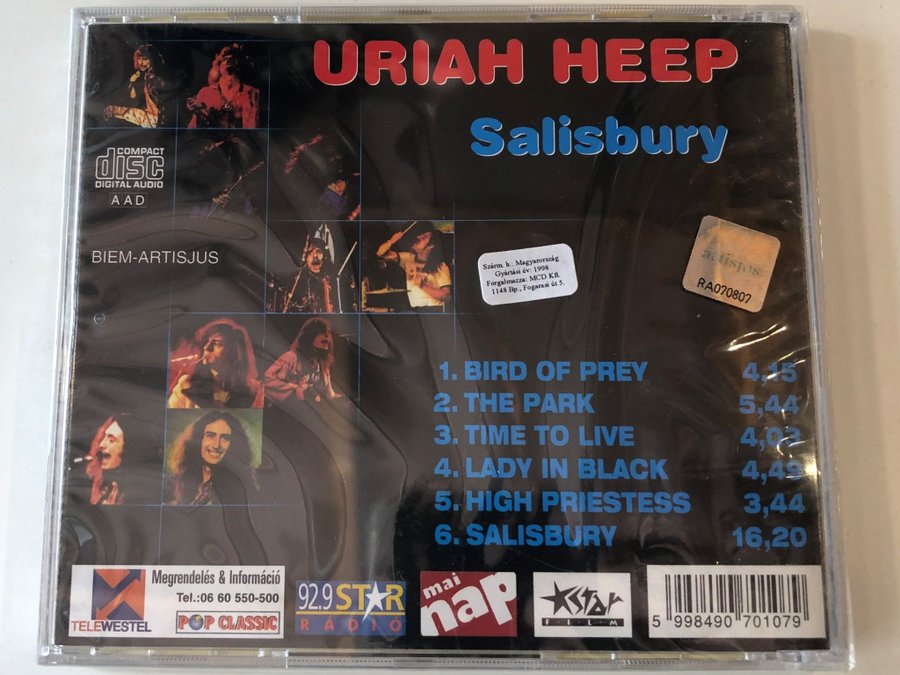 URIAH HEEP
Salisbury
COMPACT
disc
DIGITAL AUDIO
AAD
BIEM-ARTISJUS
Szárm. h.: Magyarország
Gyártási év: 1998
Forgalmazza: MCD Kft.
1148 Bp., Fogarasi út 5.
artisjus
RA070807
1. BIRD OF PREY 4,15
2. THE PARK 5,44
3. TIME TO LIVE 4,02
4. LADY IN BLACK 4,49
5. HIGH PRIESTESS 3,44
6. SALISBURY 16,20
TELEWESTEL
Megrendelés & Információ
Tel.:06 60 550-500
POP CLASSIC
92.9 STAR
RÁDIÓ
mai
nap
Star
FILM
5 998490 701079